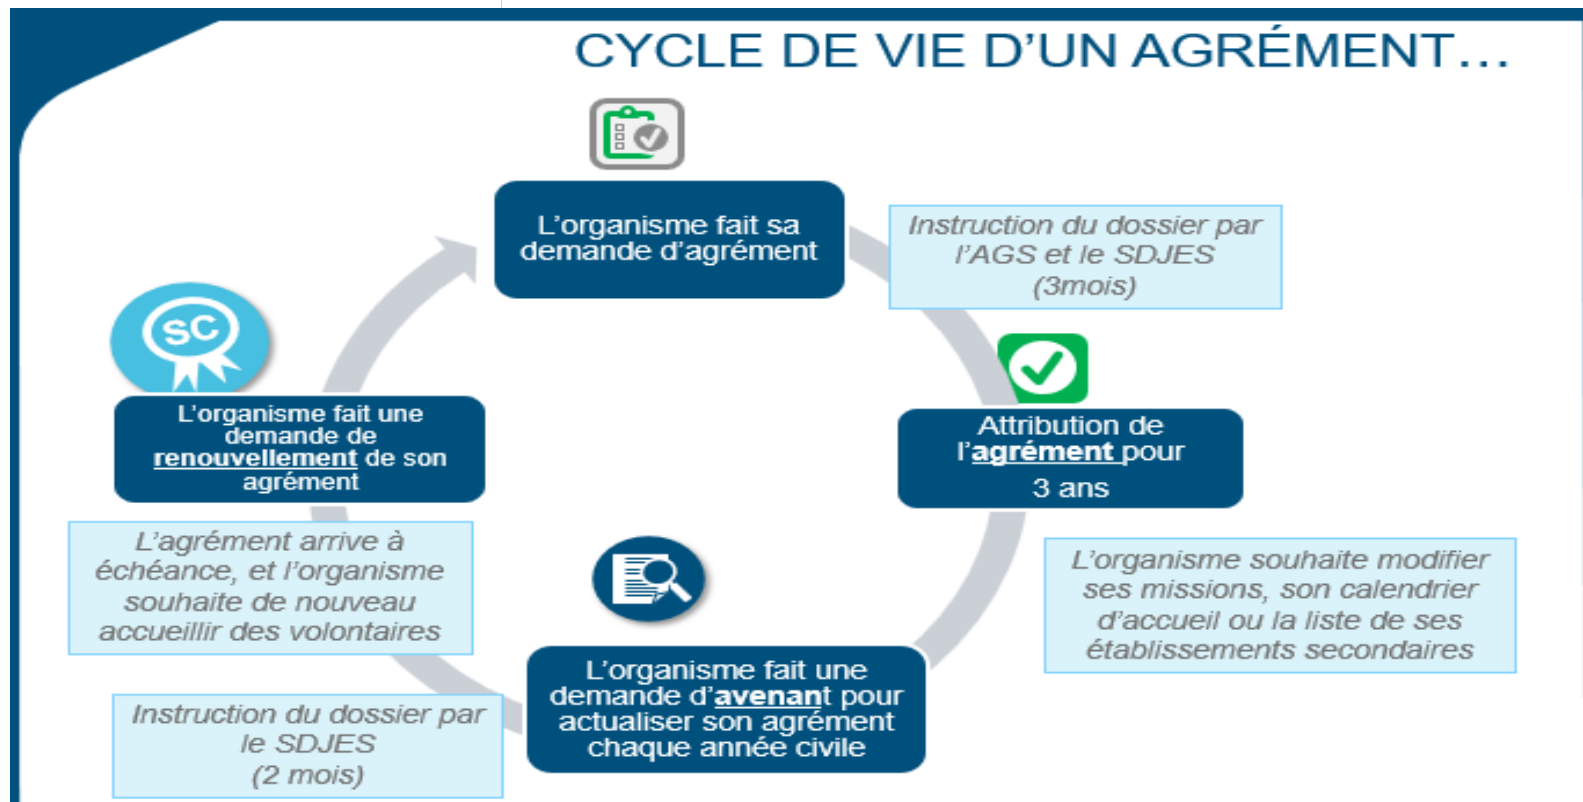 CYCLE DE VIE D’UN AGRÉMENT…
L’organisme fait sa
demande d’agrément
Instruction du dossier par
l’AGS et le SDJES
(3mois)
Attribution de
l’agrément pour
3 ans
L’organisme souhaite modifier
ses missions, son calendrier
d’accueil ou la liste de ses
établissements secondaires
L’organisme fait une
demande d’avenant pour
actualiser son agrément
chaque année civile
Instruction du dossier par
le SDJES
(2 mois)
L’agrément arrive à
échéance, et l’organisme
souhaite de nouveau
accueillir des volontaires
SC
L’organisme fait une
demande de
renouvellement de son
agrément